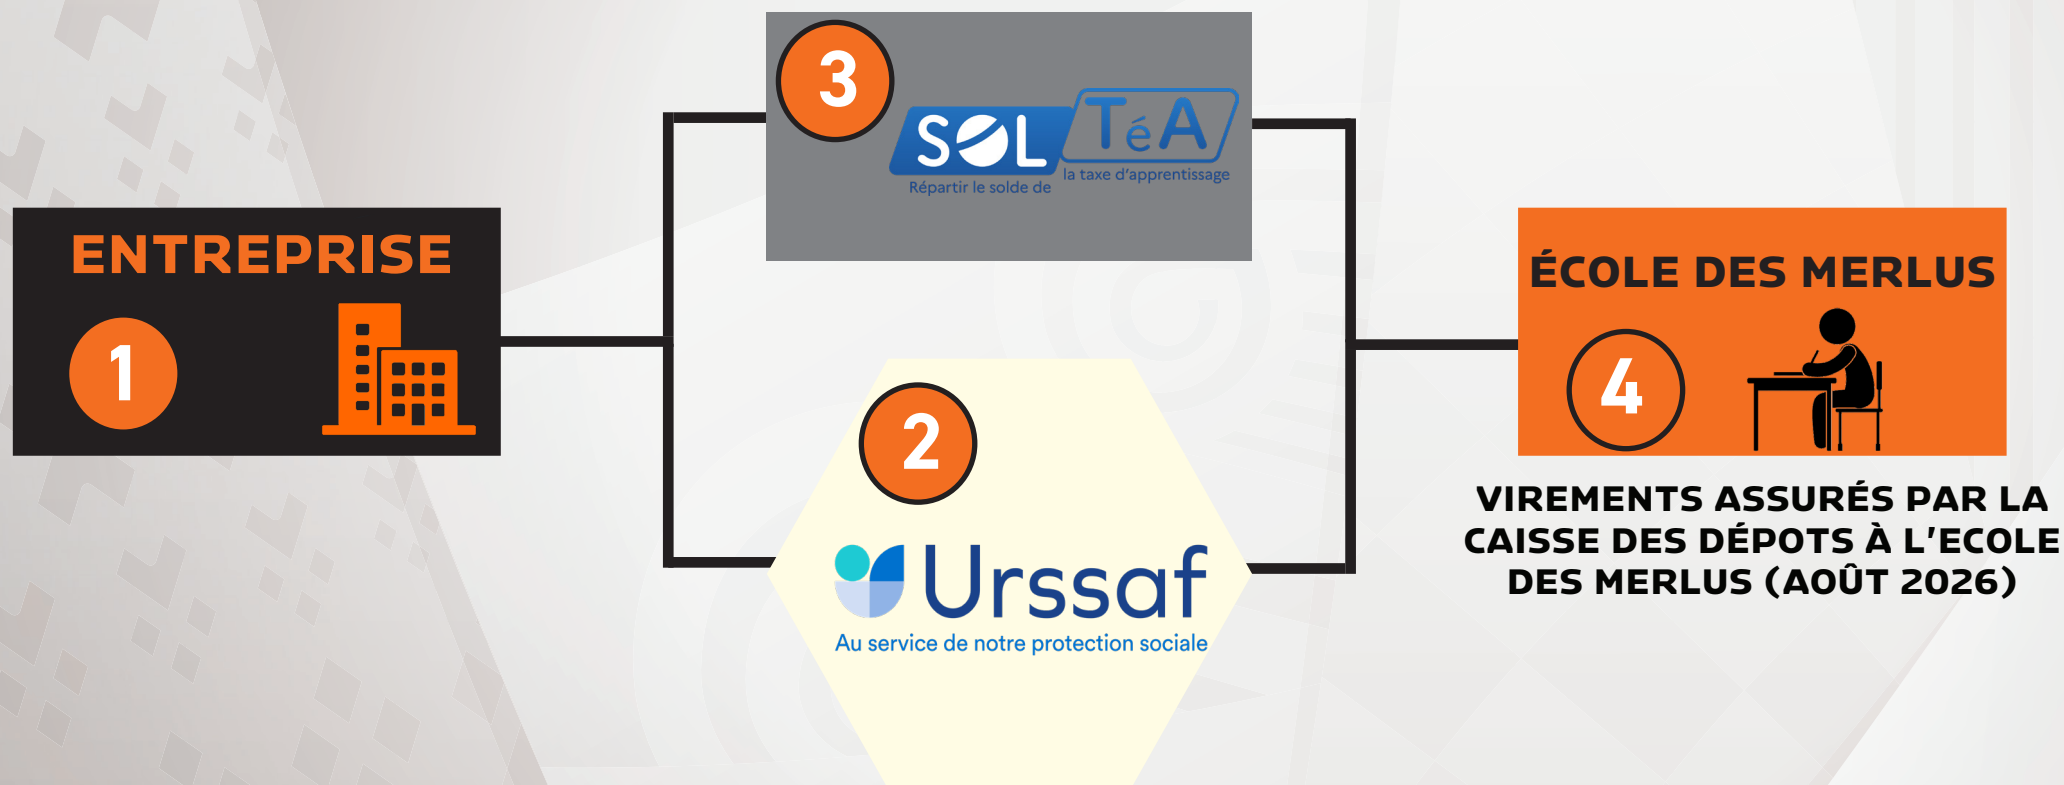 ENTREPRISE
1
3
SOL TéA
Répartir le solde de la taxe d'apprentissage
2
Urssaf
Au service de notre protection sociale
ÉCOLE DES MERLUS
4
VIREMENTS ASSURÉS PAR LA
CAISSE DES DÉPOTS À L'ECOLE
DES MERLUS (AOÛT 2026)